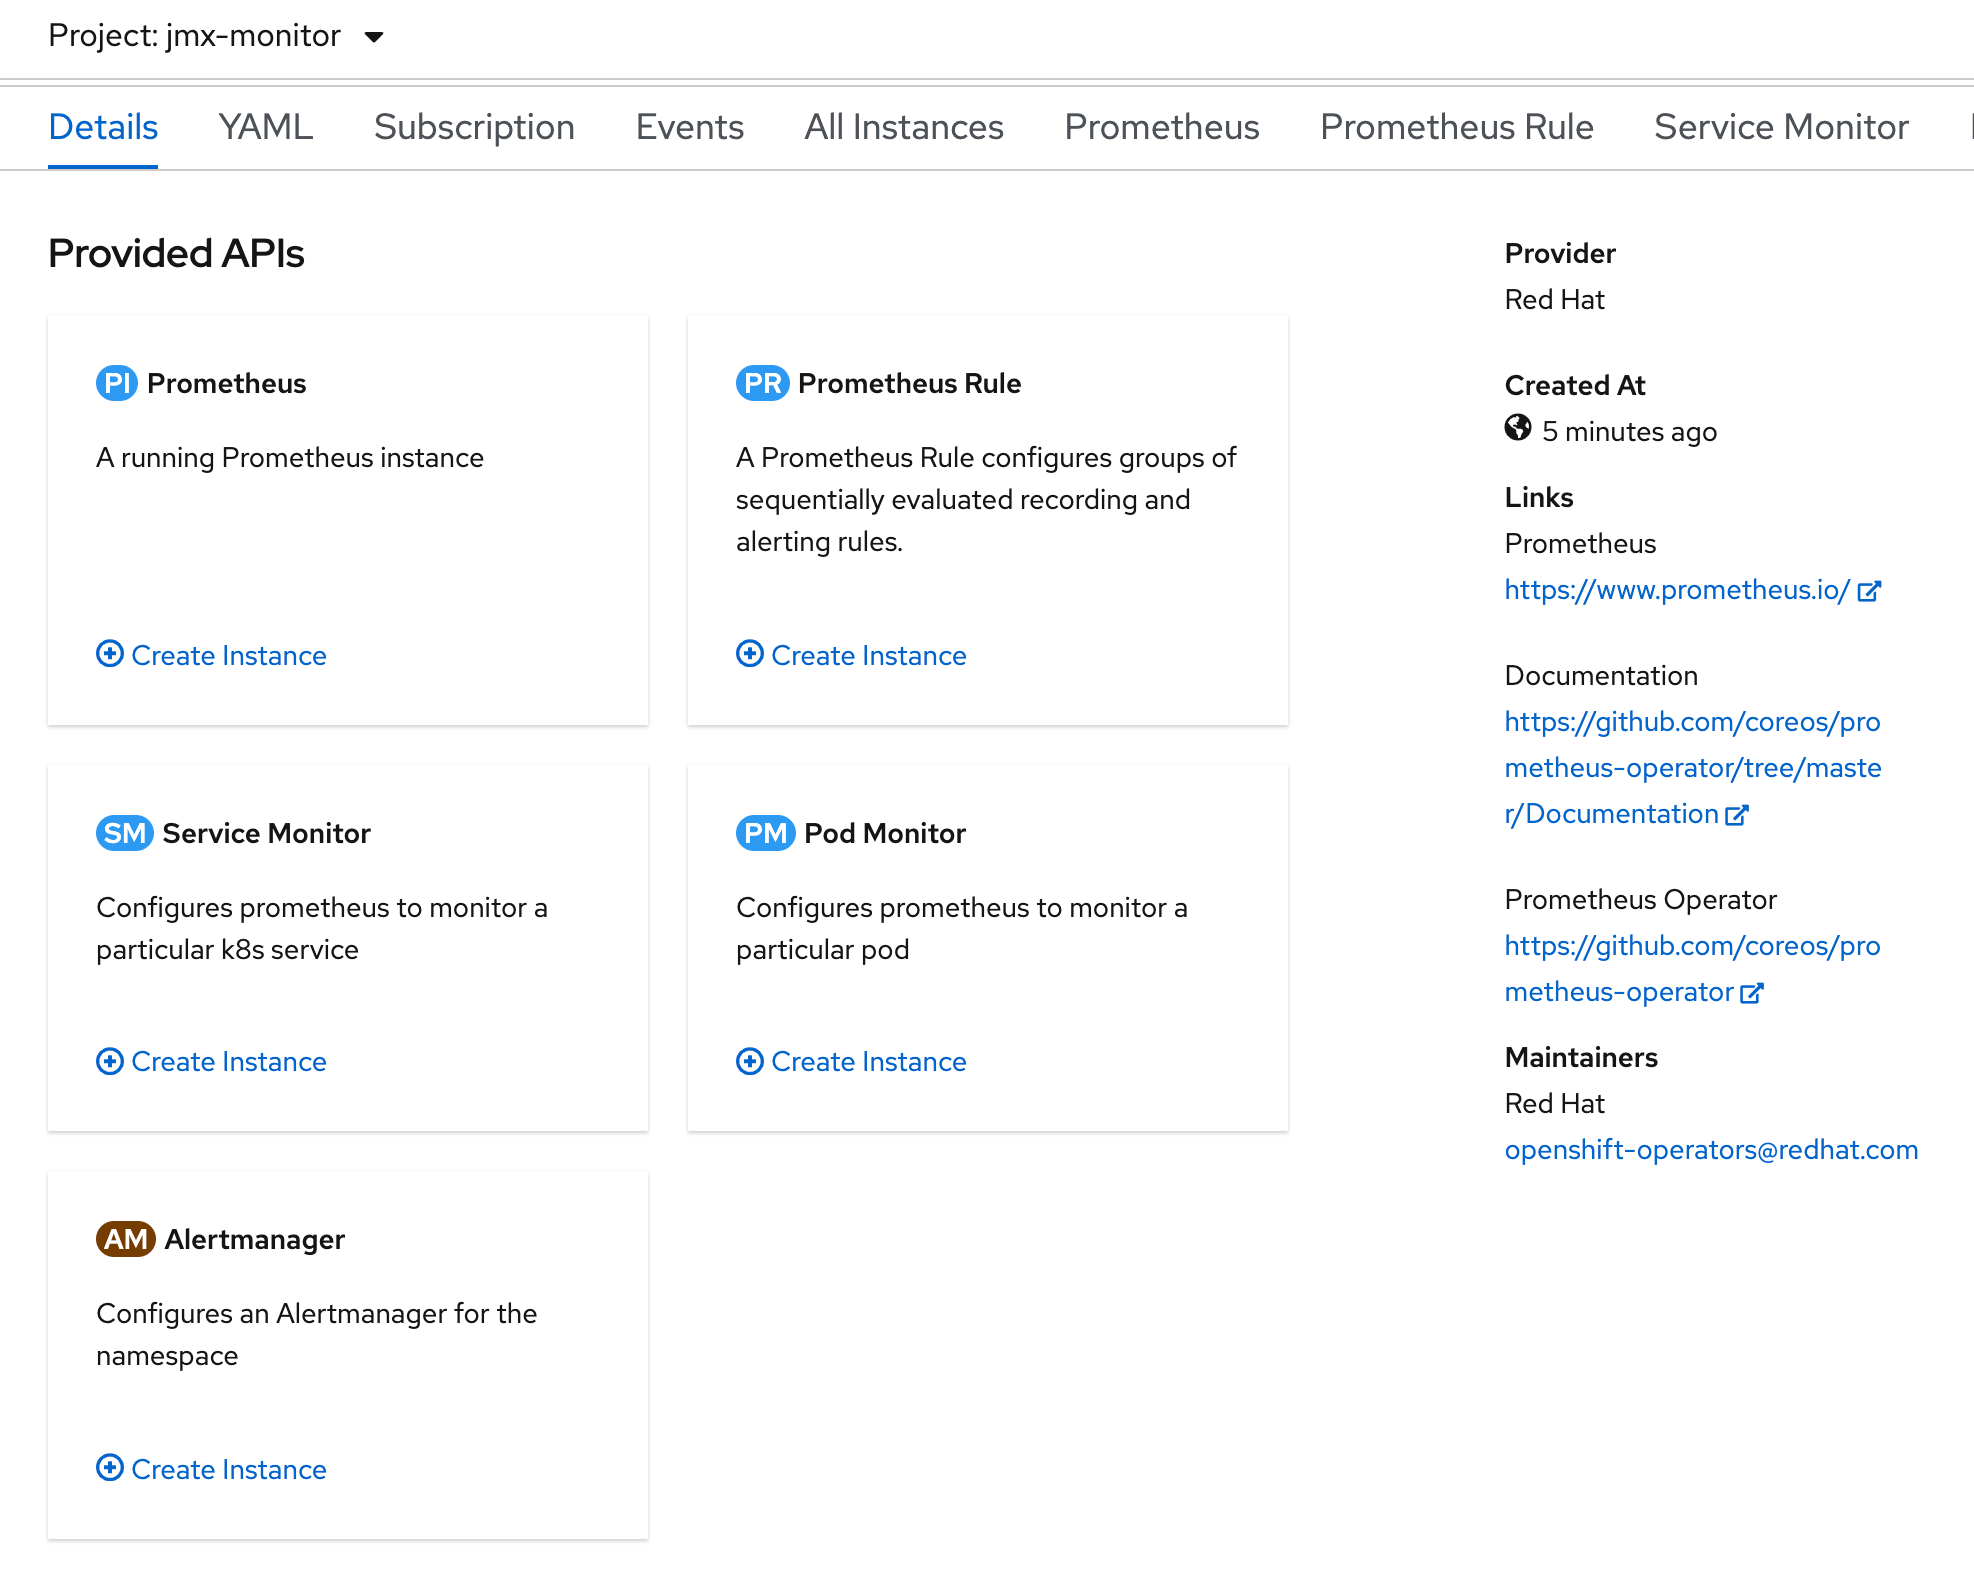 Project: jmx-monitor
Details YAML Subscription Events All Instances Prometheus Prometheus Rule Service Monitor
Provided APIs
PI Prometheus
A running Prometheus instance
Create Instance
PR Prometheus Rule
A Prometheus Rule configures groups of
sequentially evaluated recording and
alerting rules.
Create Instance
SM Service Monitor
Configures prometheus to monitor a
particular k8s service
Create Instance
PM Pod Monitor
Configures prometheus to monitor a
particular pod
Create Instance
AM Alertmanager
Configures an Alertmanager for the
namespace
Create Instance
Provider
Red Hat
Created At
5 minutes ago
Links
Prometheus
https://www.prometheus.io/
Documentation
https://github.com/coreos/pro
metheus-operator/tree/maste
r/Documentation
Prometheus Operator
https://github.com/coreos/pro
metheus-operator
Maintainers
Red Hat
openshift-operators@redhat.com